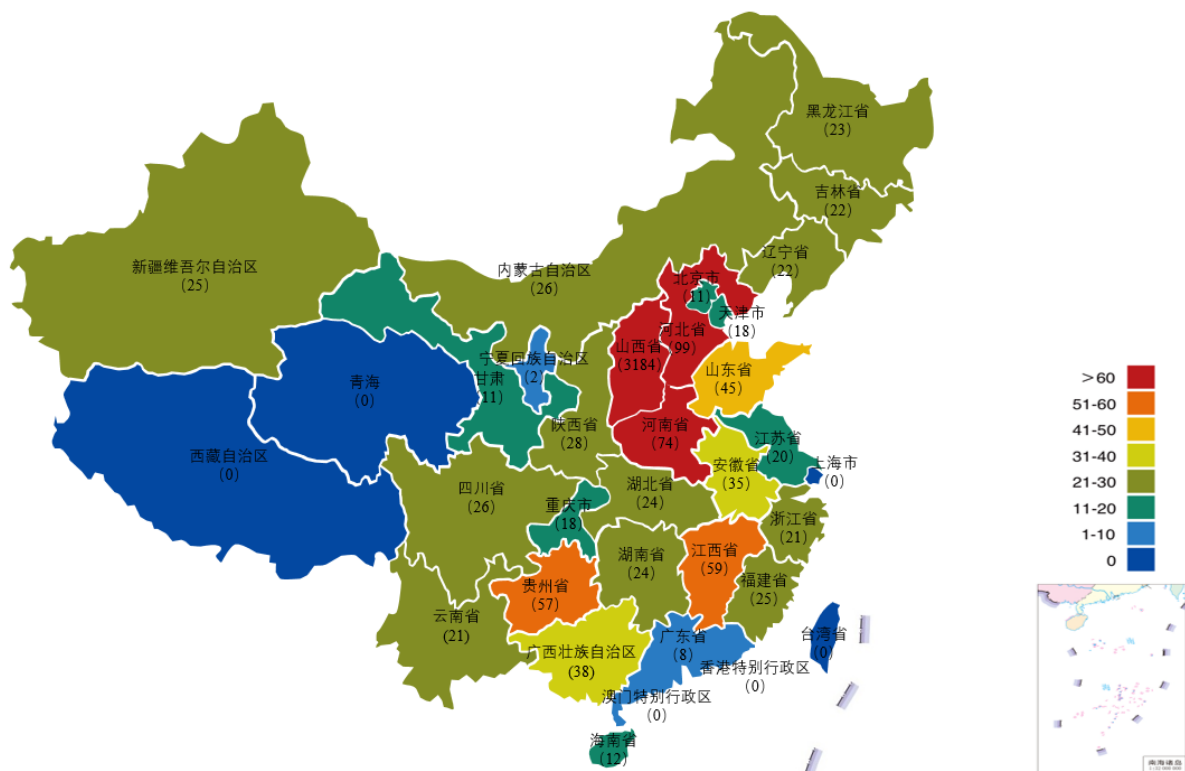 黑龙江省
(23)
吉林省
(22)
辽宁省
(22)
新疆维吾尔自治区
(25)
内蒙古自治区
(26)
北京市
(11)
天津市
(18)
河北省
(99)
山西省
(3184)
宁夏回族自治区
(2)
甘肃
(11)
青海
(0)
山东省
(45)
陕西省
(28)
河南省
(74)
江苏省
(20)
安徽省
(35)
上海市
(0)
西藏自治区
(0)
四川省
(26)
重庆市
(18)
湖北省
(24)
浙江省
(21)
湖南省
(24)
江西省
(59)
福建省
(25)
贵州省
(57)
云南省
(21)
广西壮族自治区
(38)
广东省
(8)
台湾省
(0)
香港特别行政区
(0)
澳门特别行政区
(0)
海南省
(12)
>60
51-60
41-50
31-40
21-30
11-20
1-10
0
南海诸岛